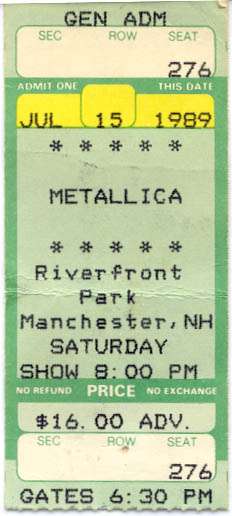 GEN ADM
SEC ROW SEAT
276
ADMIT ONE THIS DATE
JUL 15 1989
* * * * *
METALLICA
* * * * *
Riverfront
Park
Manchester, NH
SATURDAY
SHOW 8:00 PM
NO REFUND PRICE NO EXCHANGE
$16.00 ADV.
SEC ROW SEAT
276
GATES 6:30 PM